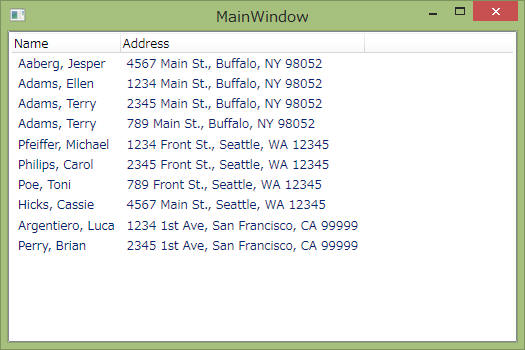 MainWindow
Name Address
Aaberg, Jesper 4567 Main St., Buffalo, NY 98052
Adams, Ellen 1234 Main St., Buffalo, NY 98052
Adams, Terry 2345 Main St., Buffalo, NY 98052
Adams, Terry 789 Main St., Buffalo, NY 98052
Pfeiffer, Michael 1234 Front St., Seattle, WA 12345
Philips, Carol 2345 Front St., Seattle, WA 12345
Poe, Toni 789 Front St., Seattle, WA 12345
Hicks, Cassie 4567 Main St., Seattle, WA 12345
Argentiero, Luca 1234 1st Ave, San Francisco, CA 99999
Perry, Brian 2345 1st Ave, San Francisco, CA 99999